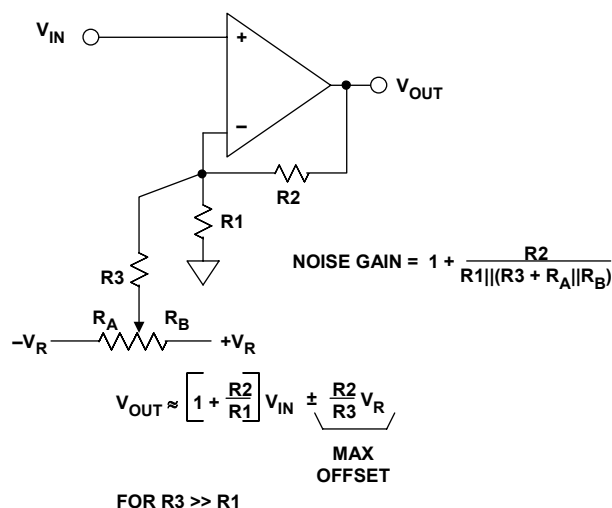 V_IN
+
−
V_OUT
R2
R1
R3
NOISE GAIN = 1 + R2 / R1||(R3 + R_A||R_B)
R_A R_B
–V_R +V_R
V_OUT ≈ [1 + R2/R1] V_IN ± R2/R3 V_R
MAX
OFFSET
FOR R3 >> R1